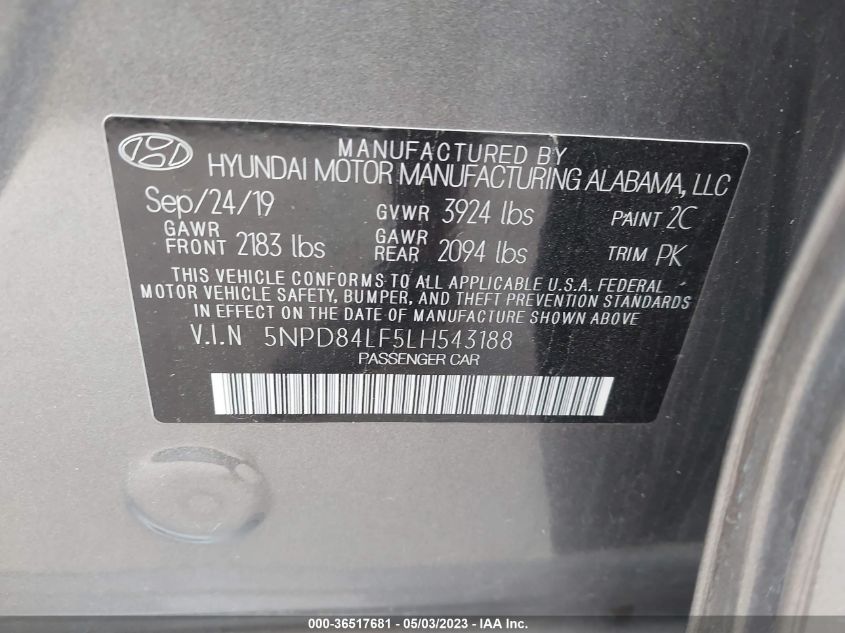 MANUFACTURED BY
HYUNDAI MOTOR MANUFACTURING ALABAMA, LLC
Sep/24/19 GVWR 3924 lbs PAINT 2C
GAWR FRONT 2183 lbs GAWR REAR 2094 lbs TRIM PK
THIS VEHICLE CONFORMS TO ALL APPLICABLE U.S.A. FEDERAL
MOTOR VEHICLE SAFETY, BUMPER, AND THEFT PREVENTION STANDARDS
IN EFFECT ON THE DATE OF MANUFACTURE SHOWN ABOVE
V.I.N 5NPD84LF5LH543188
PASSENGER CAR
000-36517681 - 05/03/2023 - IAA Inc.